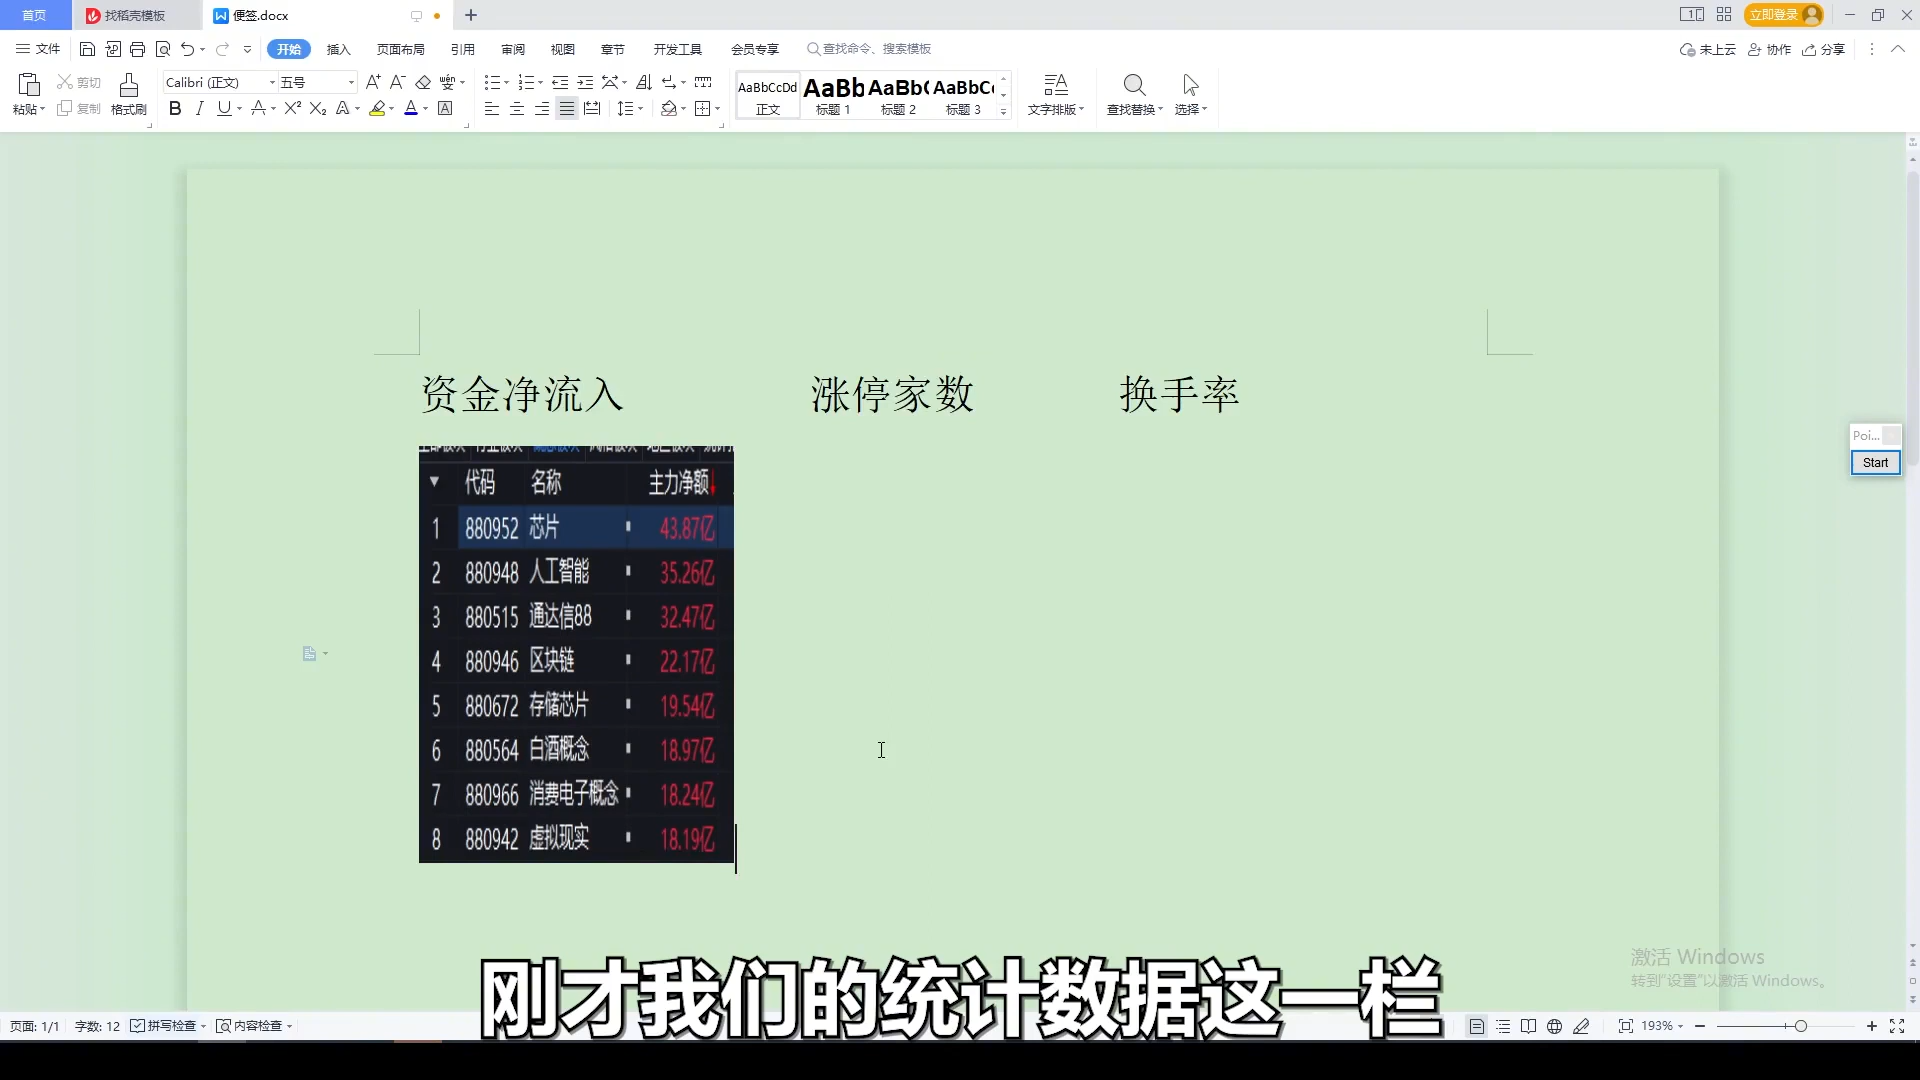 首页 找稻壳模板 便签.docx 立即登录
文件 开始 插入 页面布局 引用 审阅 视图 章节 开发工具 会员专享 查找命令、搜索模板 未上云 协作 分享
粘贴 剪切 复制 格式刷 Calibri (正文) 五号 AaBbCcDd 正文 AaBb 标题 1 AaBb( 标题 2 AaBbC 标题 3 文字排版 查找替换 选择
资金净流入 涨停家数 换手率
代码 名称 主力净额
1 880952 芯片 43.87亿
2 880948 人工智能 35.26亿
3 880515 通达信88 32.47亿
4 880946 区块链 22.17亿
5 880672 存储芯片 19.54亿
6 880564 白酒概念 18.97亿
7 880966 消费电子概念 18.24亿
8 880942 虚拟现实 18.19亿
Poi...
Start
激活 Windows
转到"设置"以激活 Windows。
刚才我们的统计数据这一栏
页面: 1/1 字数: 12 拼写检查 内容检查 193%